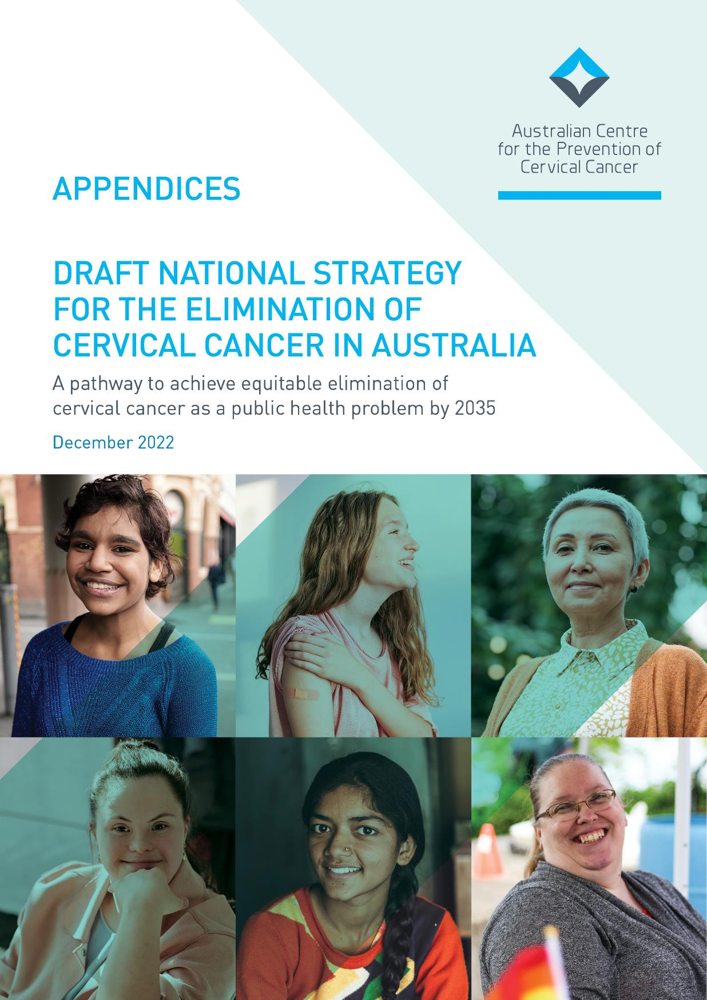 Australian Centre
for the Prevention of
Cervical Cancer
APPENDICES
DRAFT NATIONAL STRATEGY
FOR THE ELIMINATION OF
CERVICAL CANCER IN AUSTRALIA
A pathway to achieve equitable elimination of
cervical cancer as a public health problem by 2035
December 2022